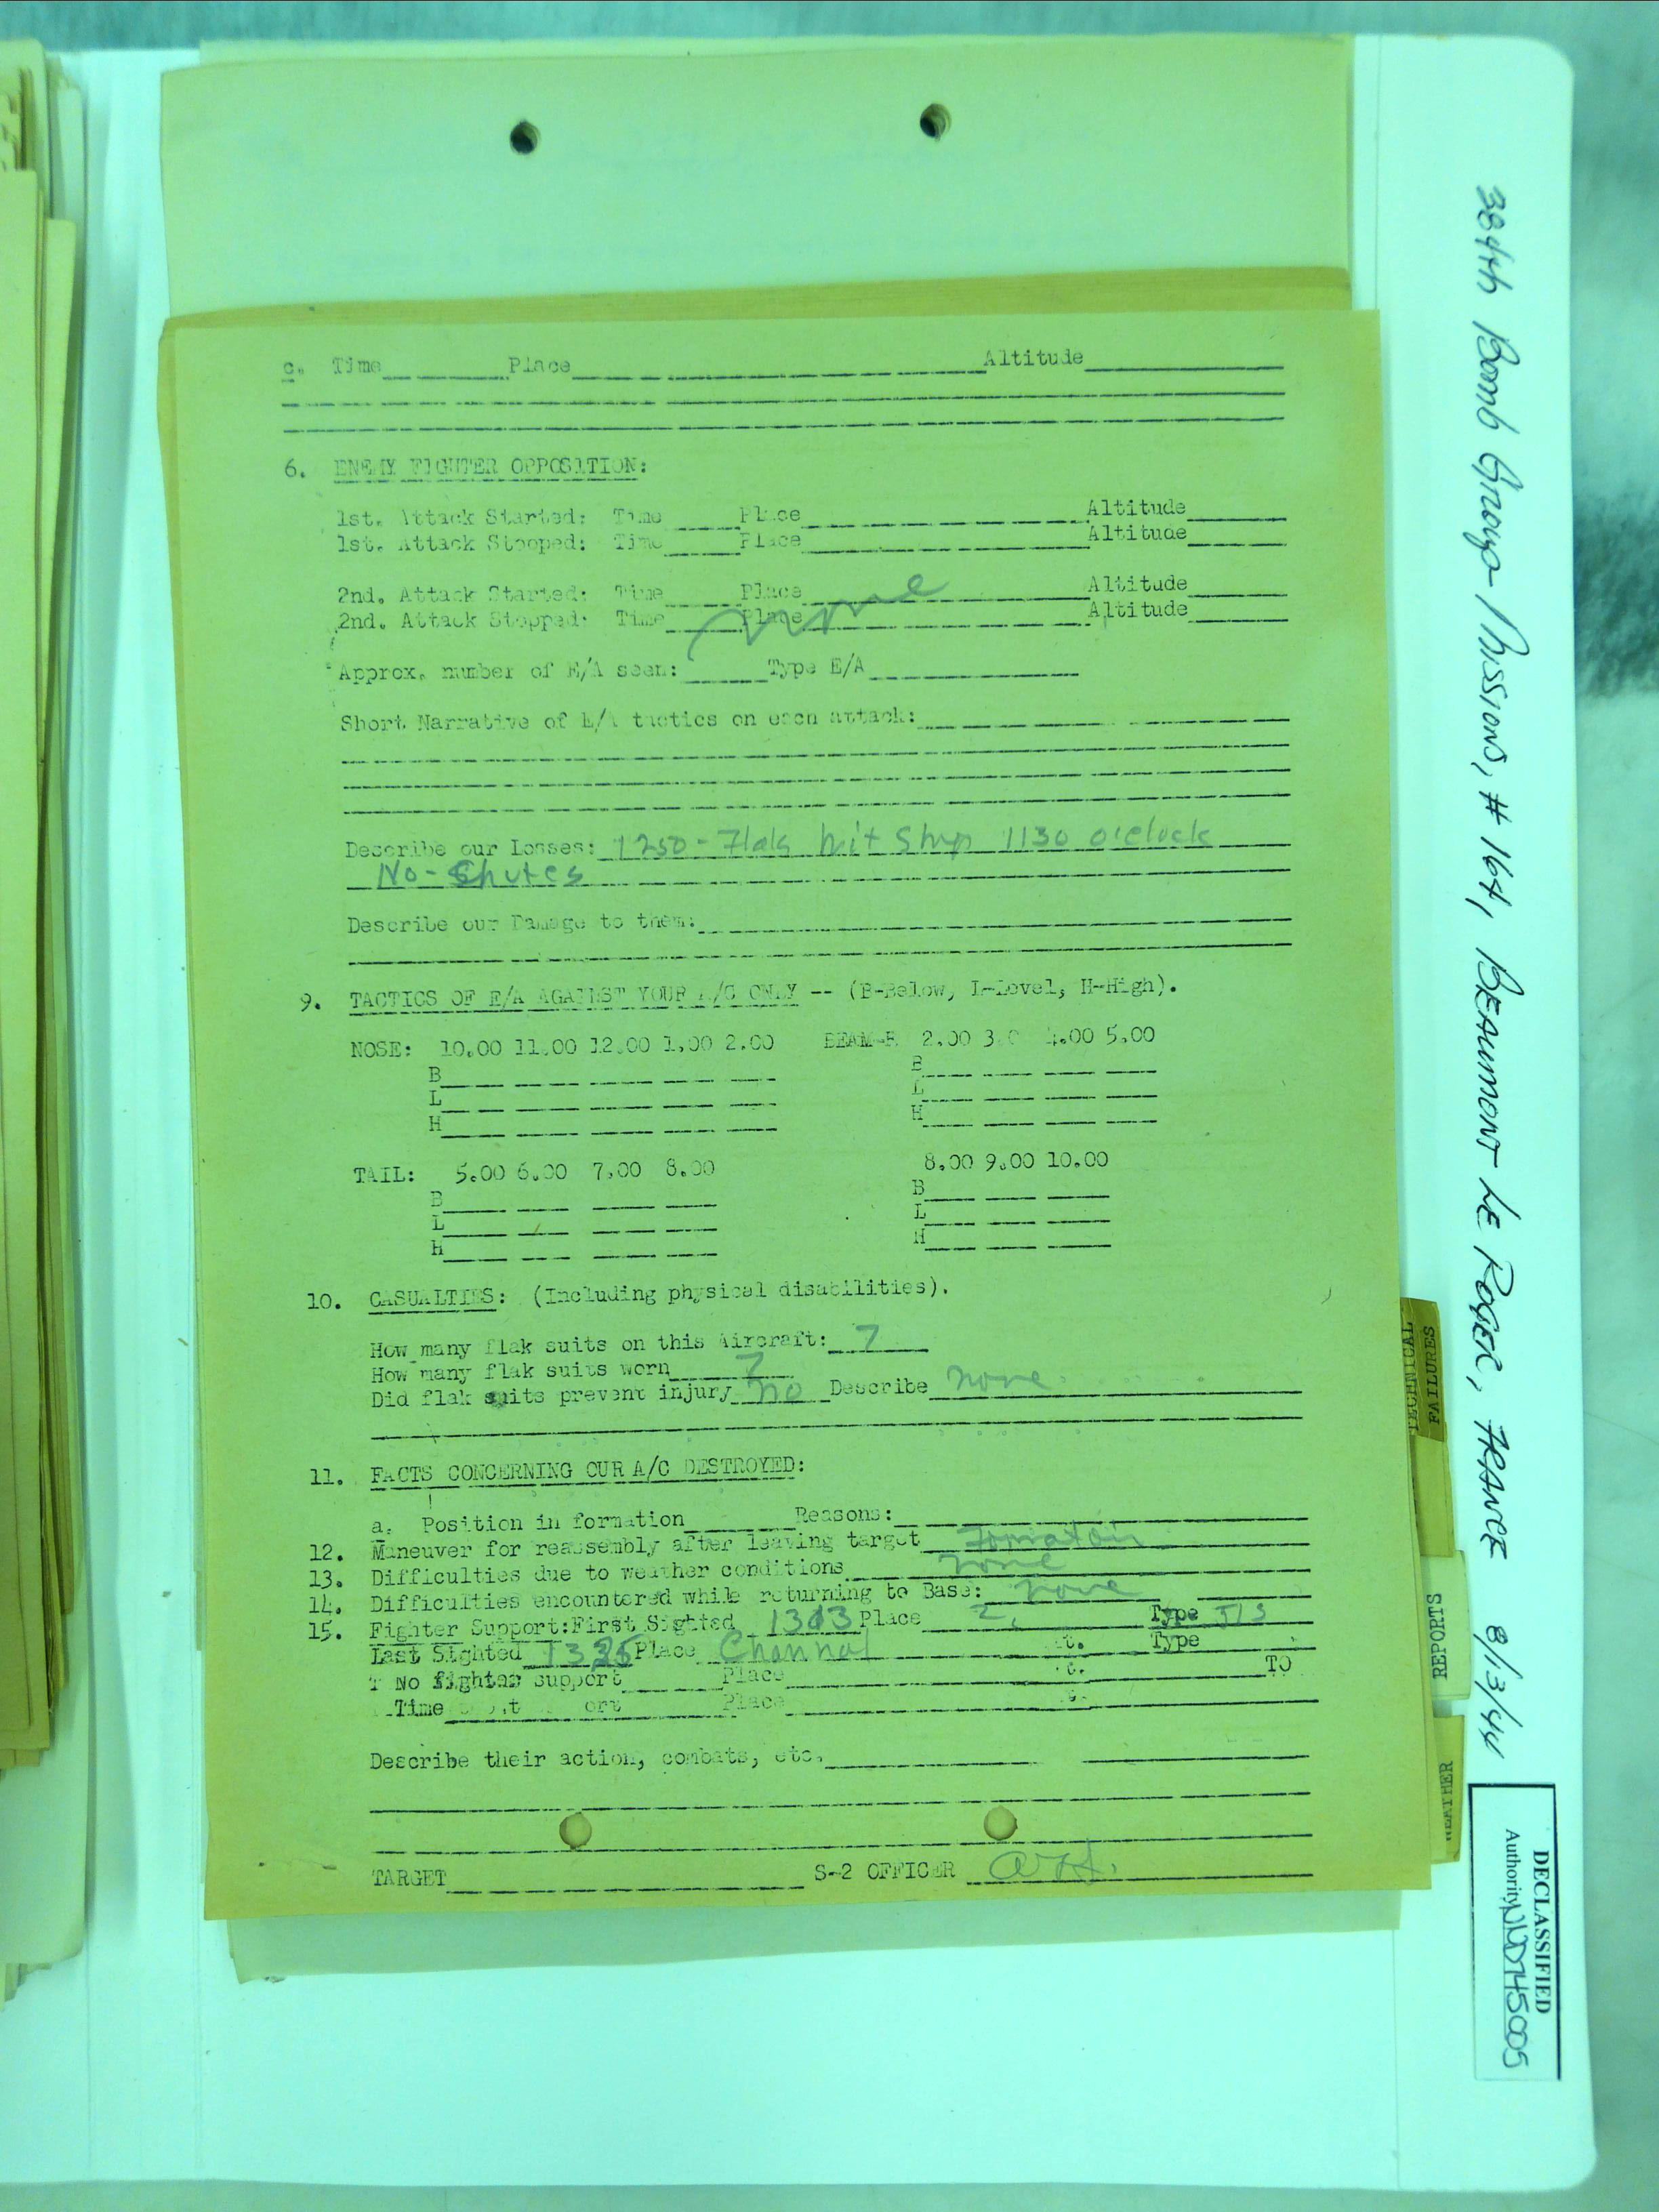 c. Time Place Altitude
6. ENEMY FIGHTER OPPOSITION:
1st. Attack Started: Time Place Altitude
1st. Attack Stopped: Time Place Altitude
2nd. Attack Started: Time Place Altitude
2nd. Attack Stopped: Time Place Altitude
none
Approx. number of E/A seen: Type E/A
Short Narrative of E/A tactics on each attack:
Describe our Losses: 1250 - Flak hit Ship 1130 o'clock
No - Chutes
Describe our Damage to them:
9. TACTICS OF E/A AGAINST YOUR A/C ONLY -- (B-Below, L-Level, H-High).
NOSE: 10.00 11.00 12.00 1.00 2.00 BEAM-R 2.00 3.0 4.00 5.00
B B
L L
H H
TAIL: 5.00 6.00 7.00 8.00 8.00 9.00 10.00
B B
L L
H H
10. CASUALTIES: (Including physical disabilities).
How many flak suits on this Aircraft: 7
How many flak suits worn 7
Did flak suits prevent injury no Describe none
11. FACTS CONCERNING OUR A/C DESTROYED:
a. Position in formation Reasons:
12. Maneuver for reassembly after leaving target Fomaton
13. Difficulties due to weather conditions none
14. Difficulties encountered while returning to Base: none
15. Fighter Support: First Sighted 1313 Place Type
Last Sighted 1325 Place Channel Type
No fighter support Place TO
Time Place
Describe their action, combats, etc.
TARGET S-2 OFFICER
384th Bomb Group - Missions, # 164, BEAUMONT LE ROGER, FRANCE 8/13/44
TECHNICAL
FAILURES
REPORTS
WEATHER
DECLASSIFIED
Authority NND745005